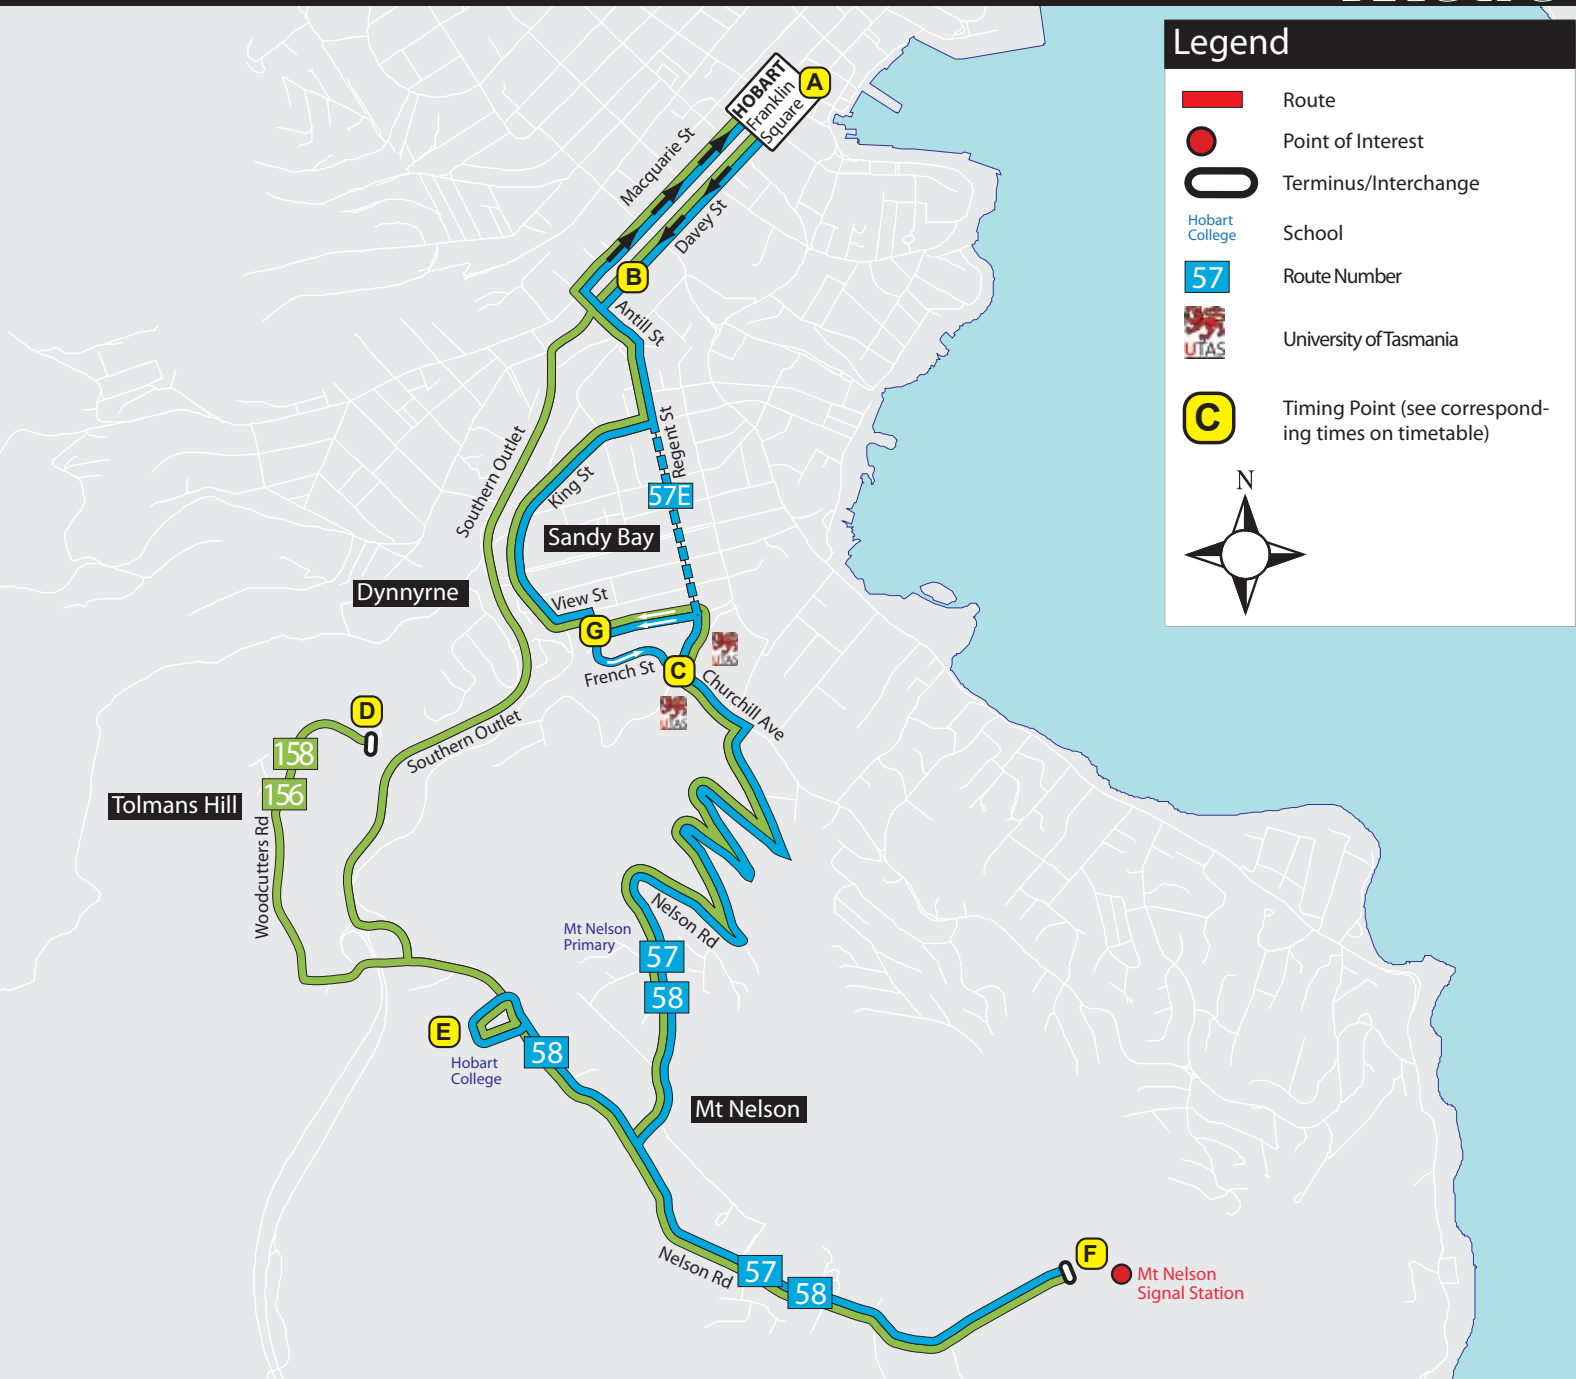 Legend
Route
Point of Interest
Terminus/Interchange
Hobart
College
School
57
Route Number
UTAS
University of Tasmania
C
Timing Point (see correspond-
ing times on timetable)
N
HOBART
Franklin
Square
A
Macquarie St
Davey St
B
Antill St
Southern Outlet
Regent St
King St
57E
Sandy Bay
Dynnyrne
View St
G
UTAS
French St
C
Churchill Ave
UTAS
D
Southern Outlet
158
156
Tolmans Hill
Woodcutters Rd
Nelson Rd
Mt Nelson
Primary
57
58
E
58
Hobart
College
Mt Nelson
F
Nelson Rd
57
58
Mt Nelson
Signal Station